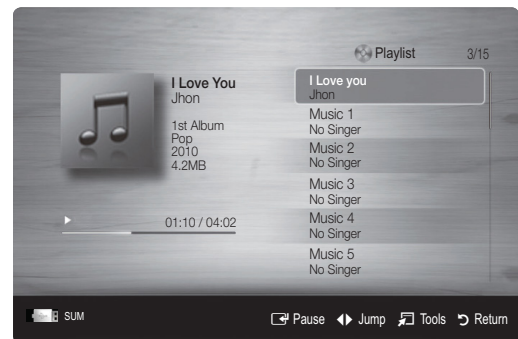 Playlist 3/15
I Love You
Jhon
1st Album
Pop
2010
4.2MB
01:10 / 04:02
I Love you
Jhon
Music 1
No Singer
Music 2
No Singer
Music 3
No Singer
Music 4
No Singer
Music 5
No Singer
SUM Pause Jump Tools Return